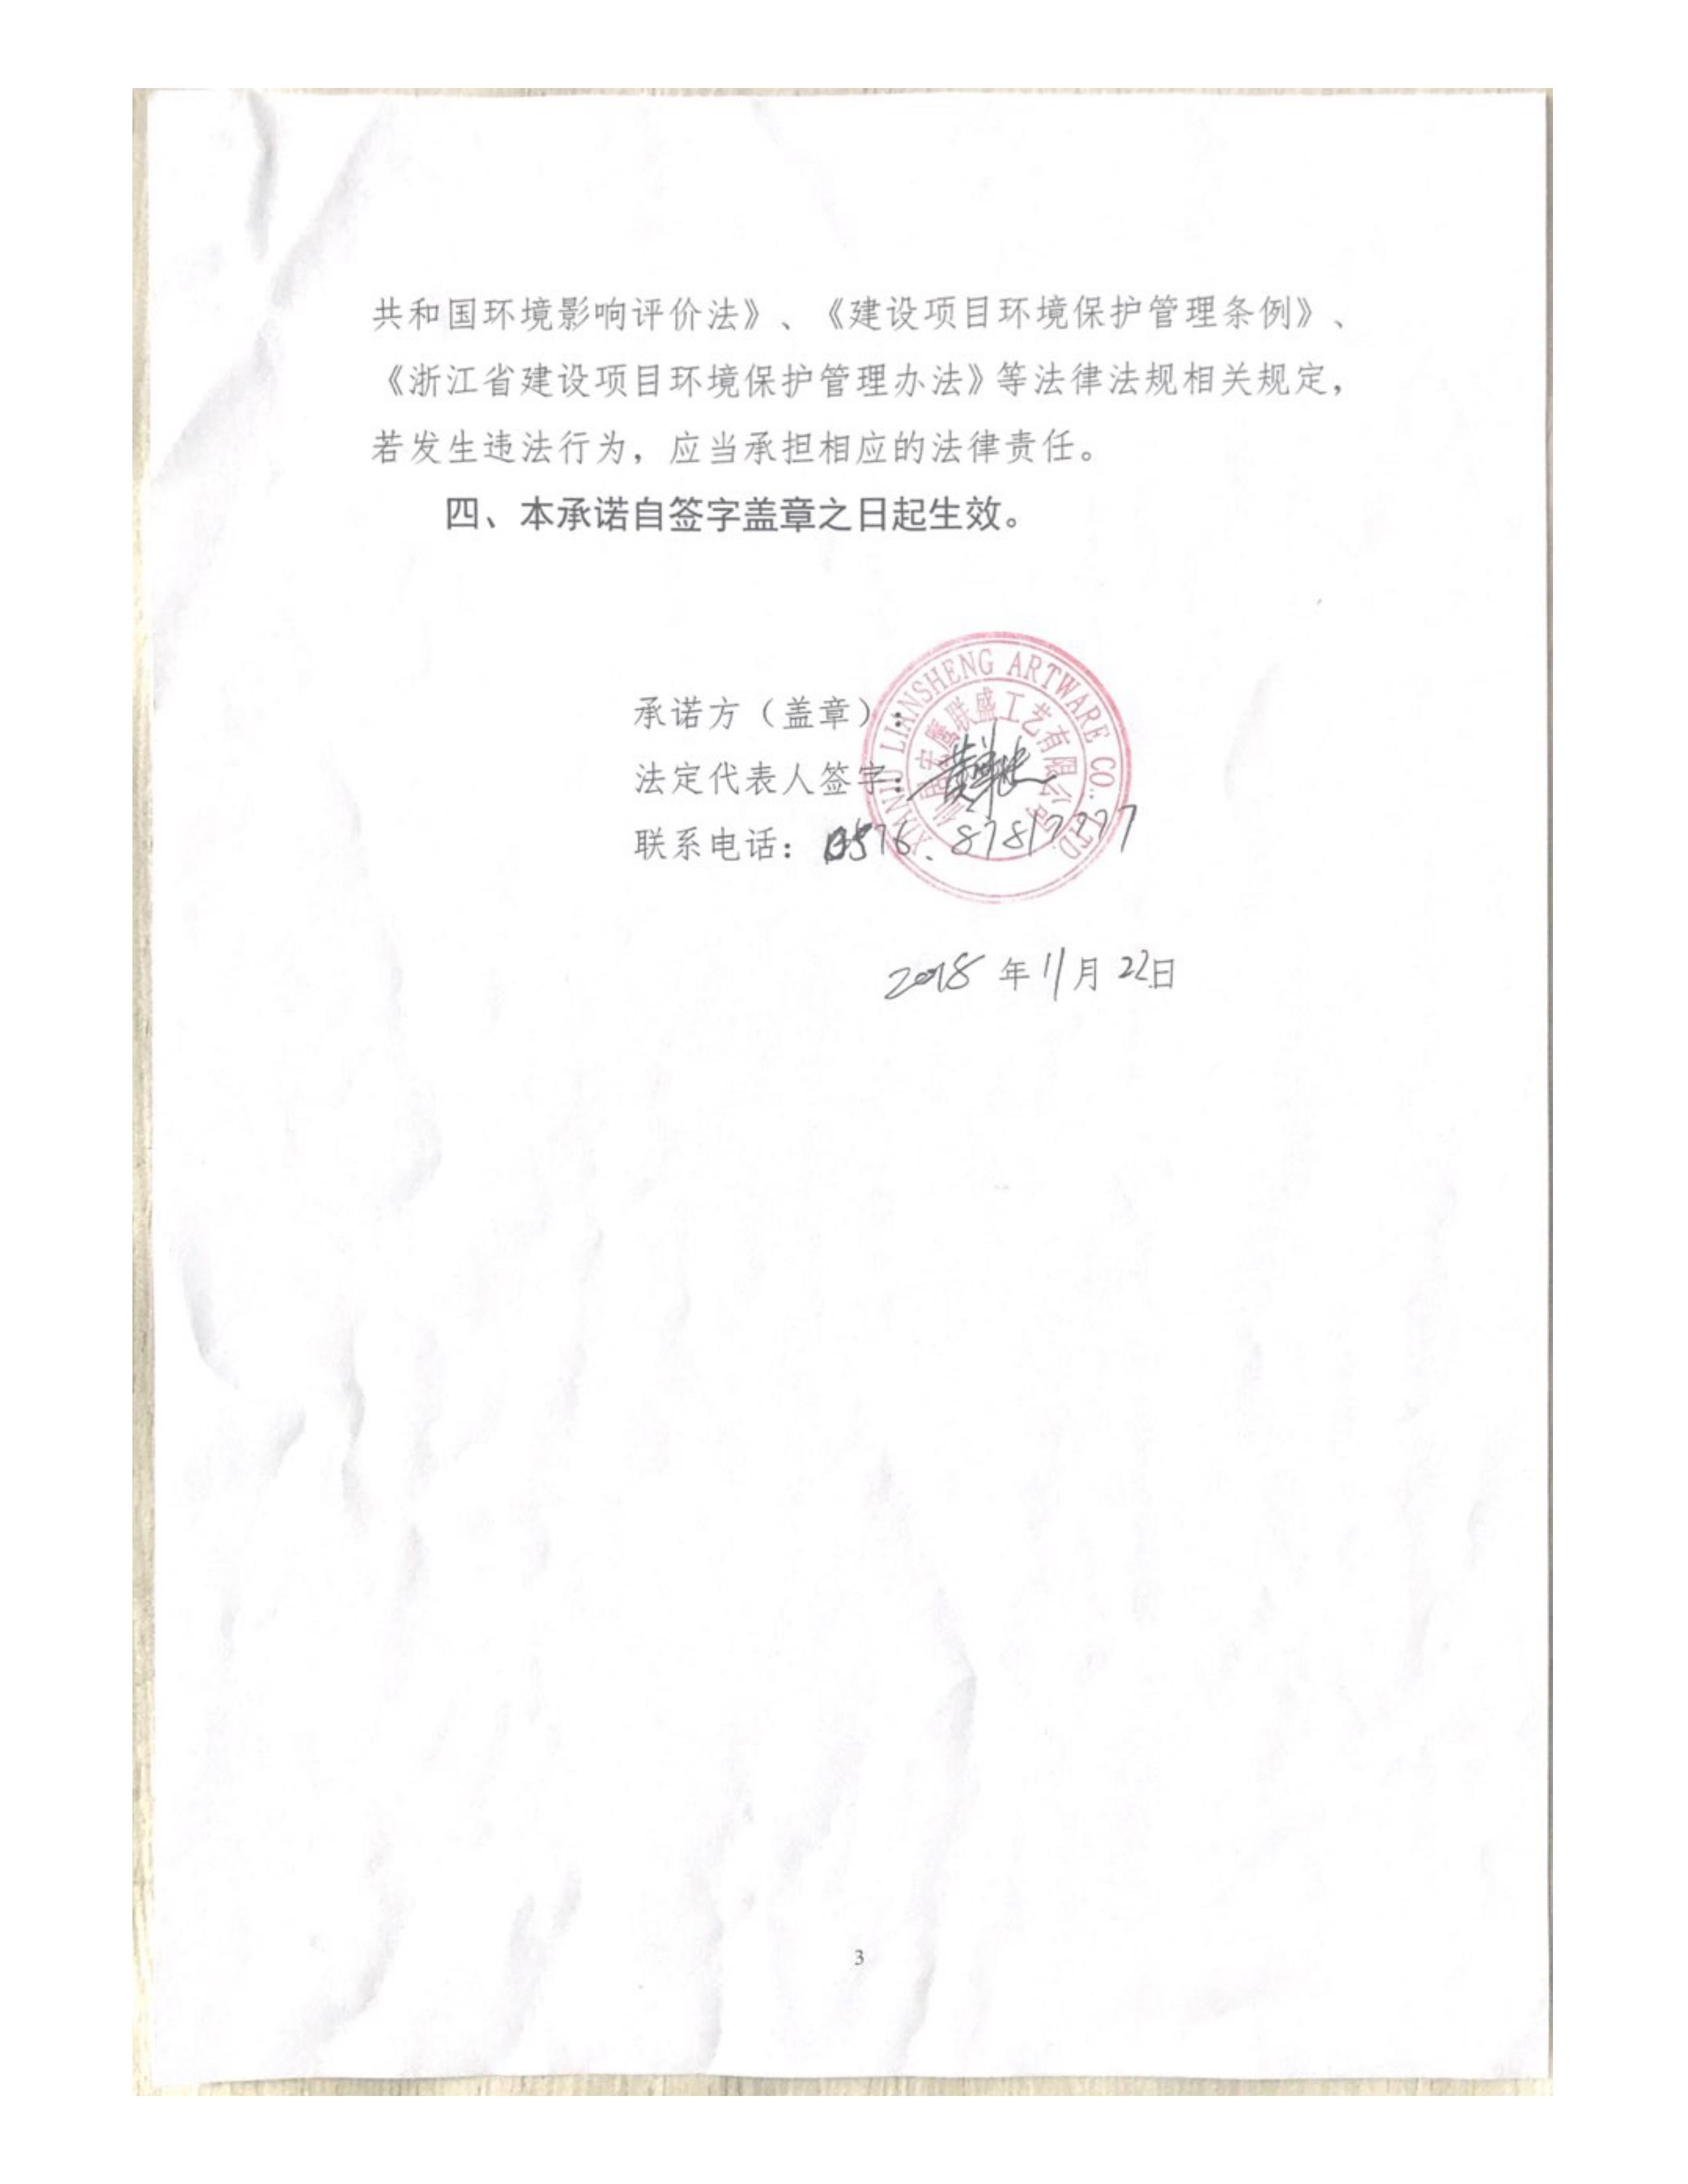 共和国环境影响评价法》、《建设项目环境保护管理条例》、
《浙江省建设项目环境保护管理办法》等法律法规相关规定，
若发生违法行为，应当承担相应的法律责任。
四、本承诺自签字盖章之日起生效。
承诺方（盖章）：
XIANJU LIANSHENG ARTWARE CO., LTD
联盛工艺有限公司
法定代表人签字：
联系电话：0576.87817277
2018年11月22日
3